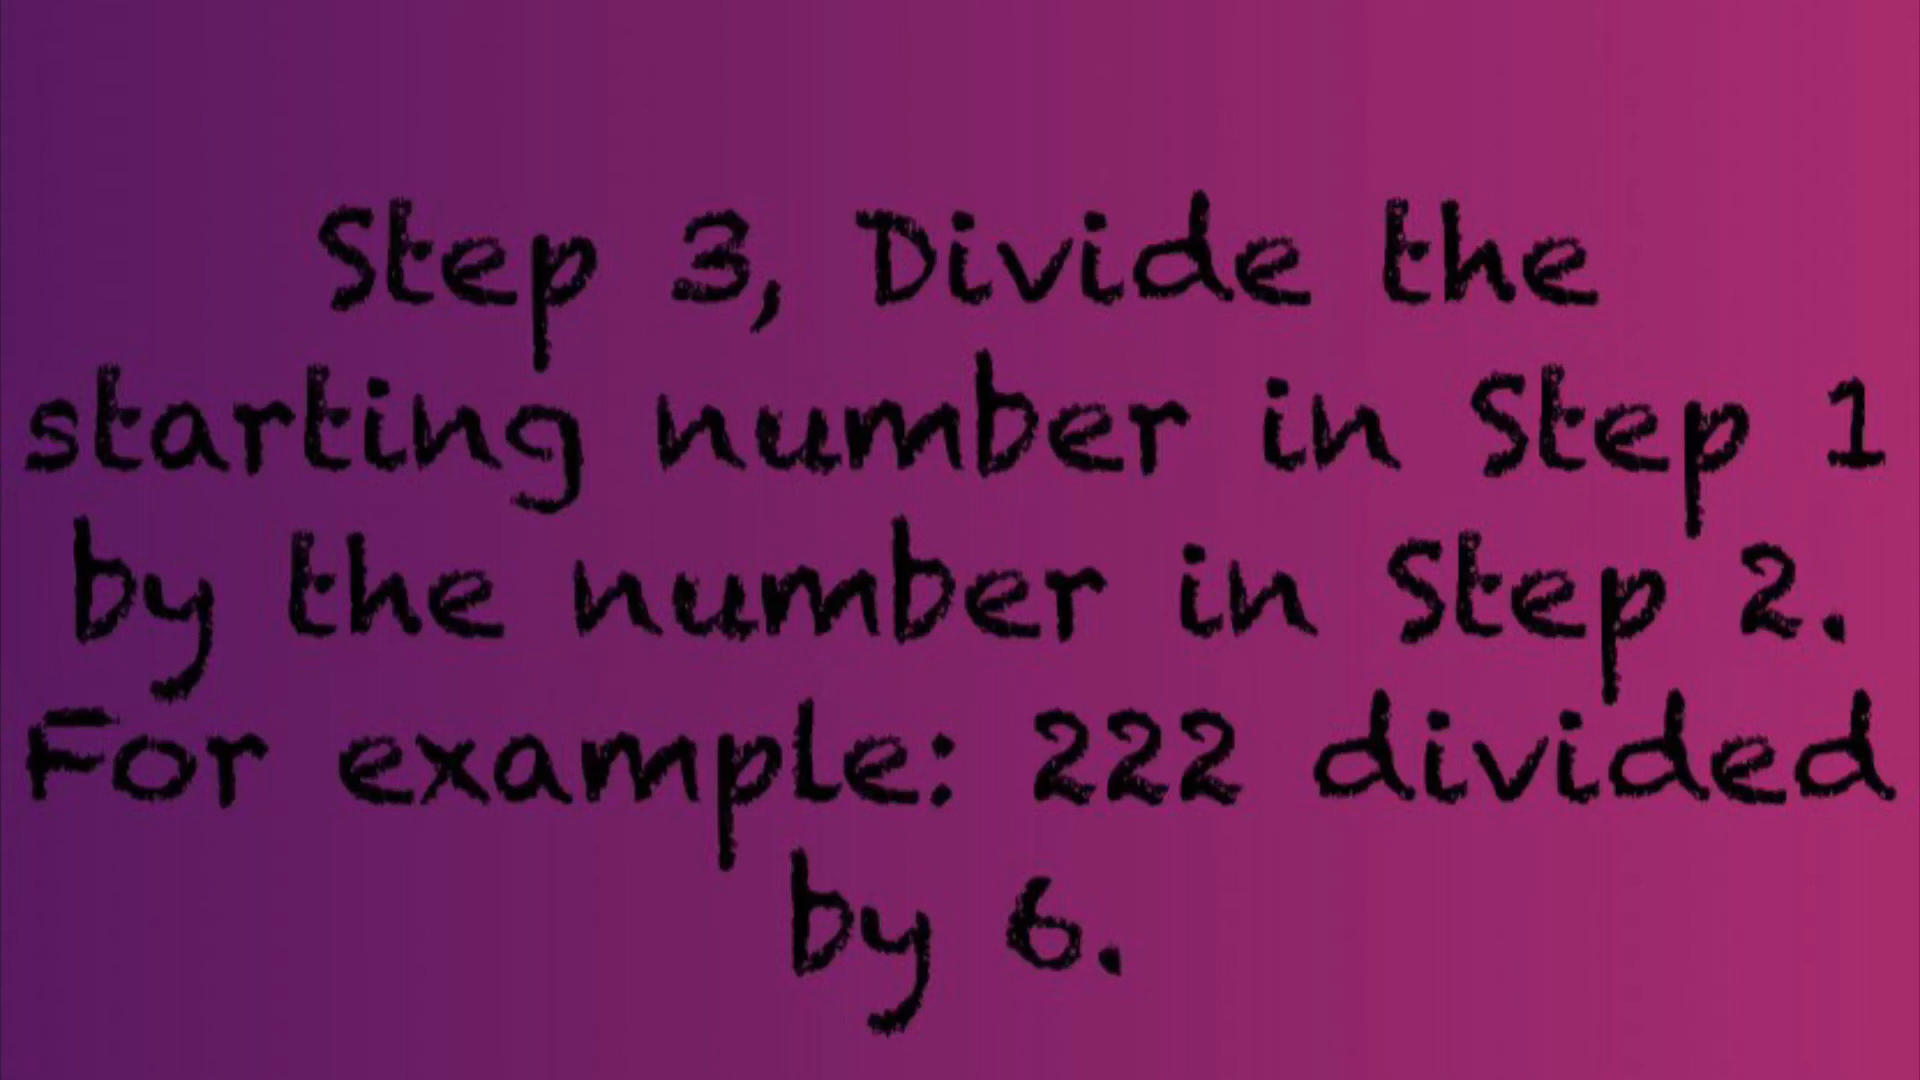 Step 3, Divide the
starting number in Step 1
by the number in Step 2.
For example: 222 divided
by 6.